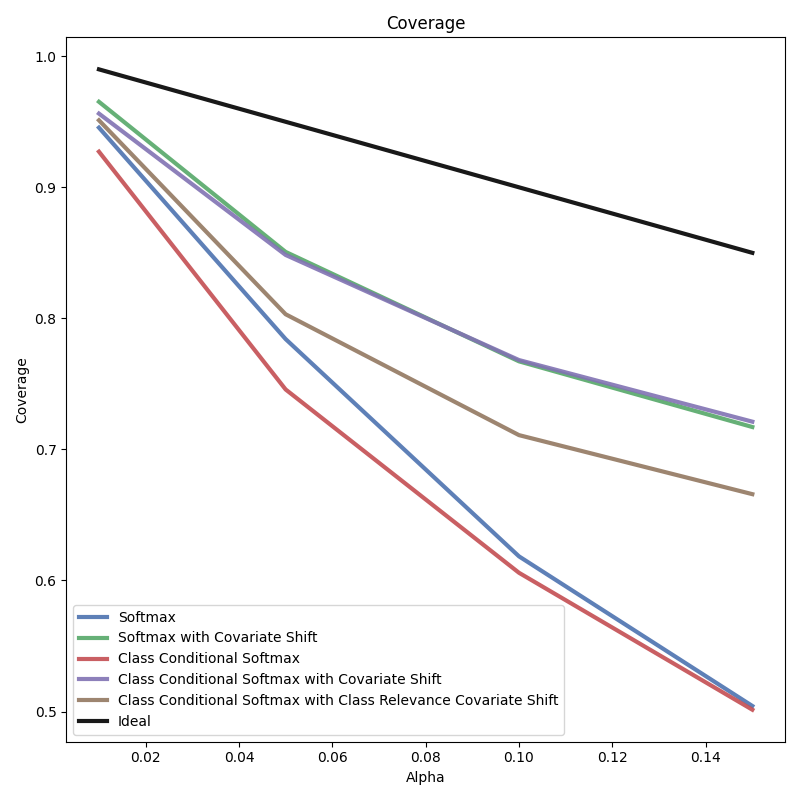 Coverage
1.0
0.9
0.8
0.7
0.6
0.5
Coverage
Softmax
Softmax with Covariate Shift
Class Conditional Softmax
Class Conditional Softmax with Covariate Shift
Class Conditional Softmax with Class Relevance Covariate Shift
Ideal
0.02 0.04 0.06 0.08 0.10 0.12 0.14
Alpha